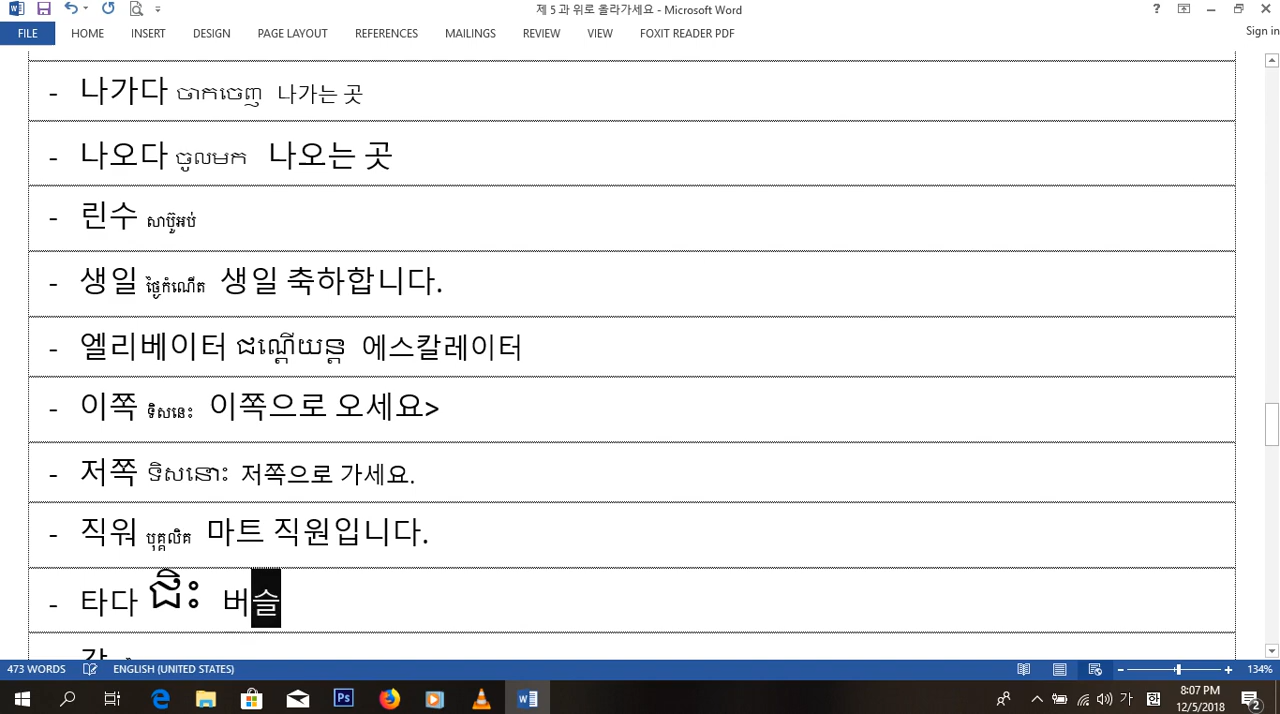 제 5 과 위로 올라가세요 - Microsoft Word
Sign in
FILE HOME INSERT DESIGN PAGE LAYOUT REFERENCES MAILINGS REVIEW VIEW FOXIT READER PDF
- 나가다 ចាកចេញ 나가는 곳
- 나오다 ចូលមក 나오는 곳
- 린수 សាប៊ូអប់
- 생일 ថ្ងៃកំណើត 생일 축하합니다.
- 엘리베이터 ជណ្តើយន្ត 에스칼레이터
- 이쪽 ទិសនេះ 이쪽으로 오세요>
- 저쪽 ទិសនោះ 저쪽으로 가세요.
- 직워 បុគ្គលិត 마트 직원입니다.
- 타다 ជិះ 버슬
473 WORDS ENGLISH (UNITED STATES) 134%
가 한 8:07 PM
12/5/2018 2